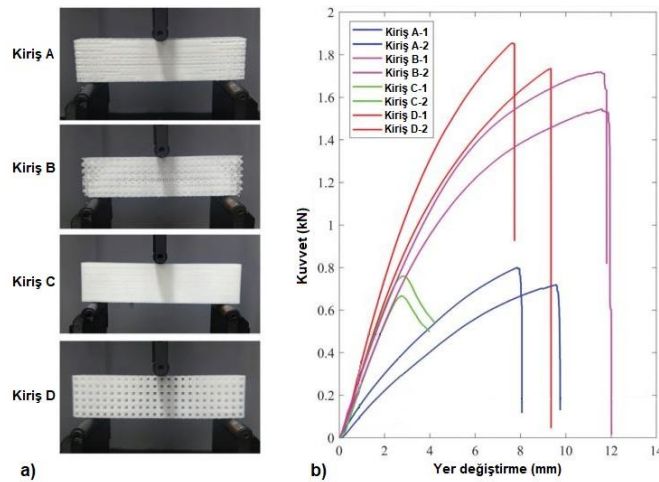 Kiriş A
Kiriş B
Kiriş C
Kiriş D
a)
Kuvvet (kN)
2
1.8
1.6
1.4
1.2
1
0.8
0.6
0.4
0.2
0
Kiriş A-1
Kiriş A-2
Kiriş B-1
Kiriş B-2
Kiriş C-1
Kiriş C-2
Kiriş D-1
Kiriş D-2
0 2 4 6 8 10 12 14
b)
Yer değiştirme (mm)